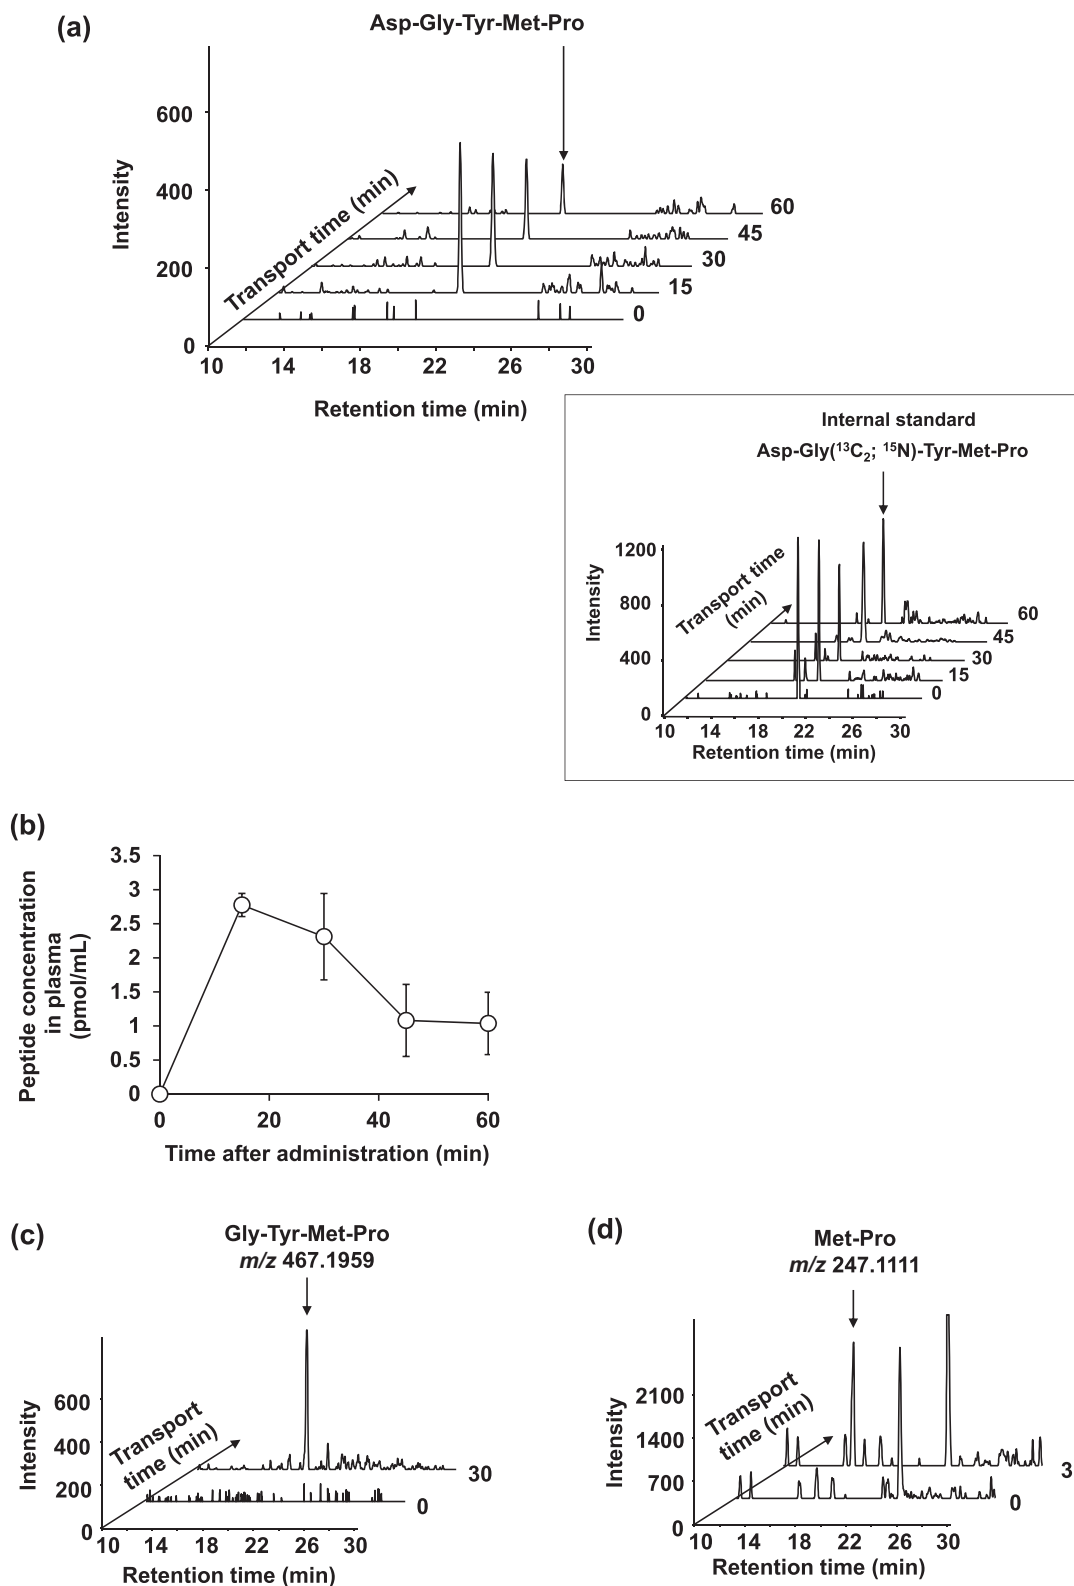 (a)
Asp-Gly-Tyr-Met-Pro
Intensity
600
400
200
0
Transport time (min)
60
45
30
15
0
10 14 18 22 26 30
Retention time (min)
Internal standard
Asp-Gly(¹³C₂; ¹⁵N)-Tyr-Met-Pro
Intensity
1200
800
400
0
Transport time
(min)
60
45
30
15
0
10 14 18 22 26 30
Retention time (min)
(b)
Peptide concentration
in plasma
(pmol/mL)
3.5
3
2.5
2
1.5
1
0.5
0
0 20 40 60
Time after administration (min)
(c)
Gly-Tyr-Met-Pro
m/z 467.1959
Intensity
600
400
200
0
Transport
time (min)
30
0
10 14 18 22 26 30
Retention time (min)
(d)
Met-Pro
m/z 247.1111
Intensity
2100
1400
700
0
Transport
time (min)
3
0
10 14 18 22 26 30
Retention time (min)